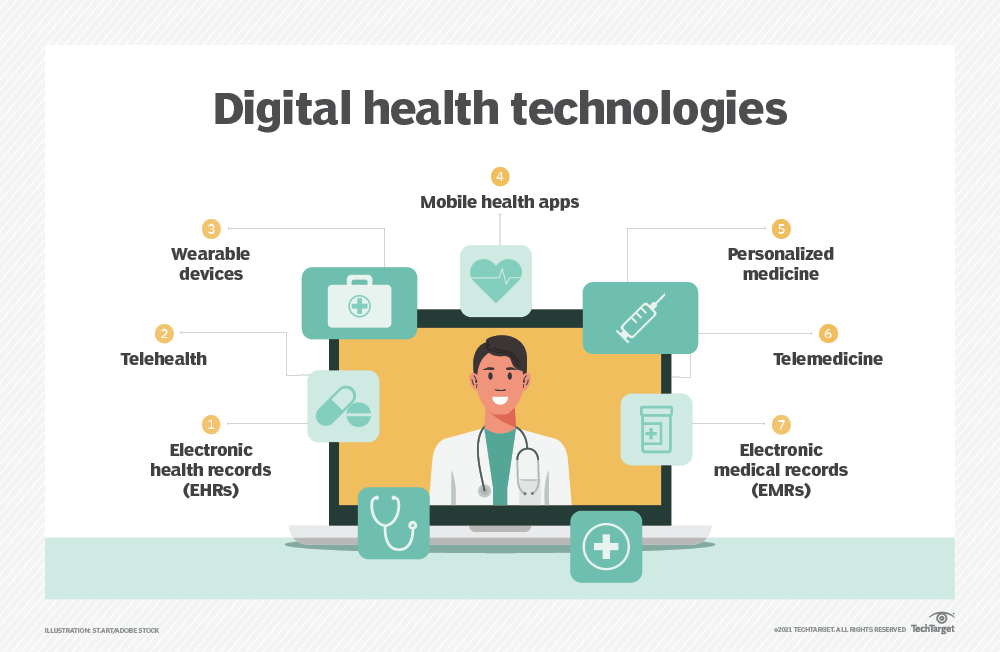 Digital health technologies
4
Mobile health apps
3
Wearable
devices
5
Personalized
medicine
2
Telehealth
6
Telemedicine
1
Electronic
health records
(EHRs)
7
Electronic
medical records
(EMRs)
ILLUSTRATION: ST.ART/ADOBE STOCK
©2021 TECHTARGET. ALL RIGHTS RESERVED TechTarget